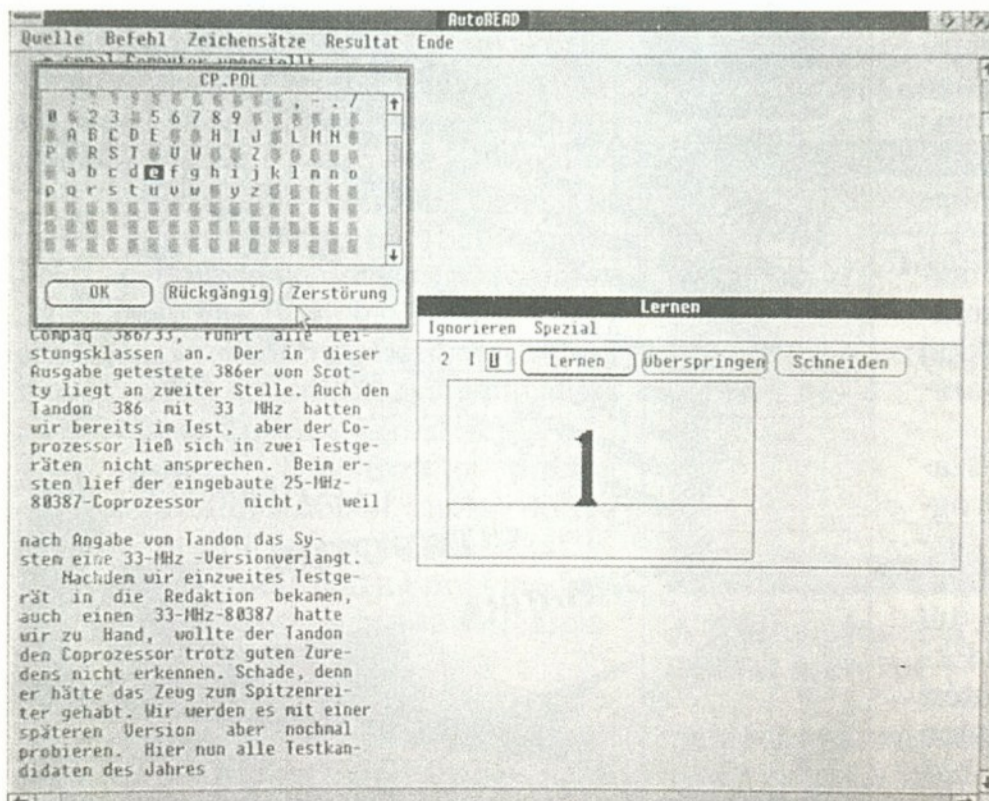 AutoREAD
Quelle Befehl Zeichensätze Resultat Ende
CP.POL
, - . /
0 2 3 5 6 7 8 9
A B C D E H I J L M N
P R S T U W Z
a b c d e f g h i j k l m n o
p q r s t u v w y z
OK Rückgängig Zerstörung
Compaq 386/33, führt alle Lei-
stungsklassen an. Der in dieser
Ausgabe getestete 386er von Scot-
ty liegt an zweiter Stelle. Auch den
Tandon 386 mit 33 MHz hatten
wir bereits im Test, aber der Co-
prozessor ließ sich in zwei Testge-
räten nicht ansprechen. Beim er-
sten lief der eingebaute 25-MHz-
80387-Coprozessor nicht, weil
nach Angabe von Tandon das Sy-
stem eine 33-MHz -Versionverlangt.
Nachdem wir einzweites Testge-
rät in die Redaktion bekamen,
auch einen 33-MHz-80387 hatte
wir zu Hand, wollte der Tandon
den Coprozessor trotz guten Zure-
dens nicht erkennen. Schade, denn
er hätte das Zeug zum Spitzenrei-
ter gehabt. Wir werden es mit einer
späteren Version aber nochmal
probieren. Hier nun alle Testkan-
didaten des Jahres
Lernen
Ignorieren Spezial
2 1 U Lernen Überspringen Schneiden
1